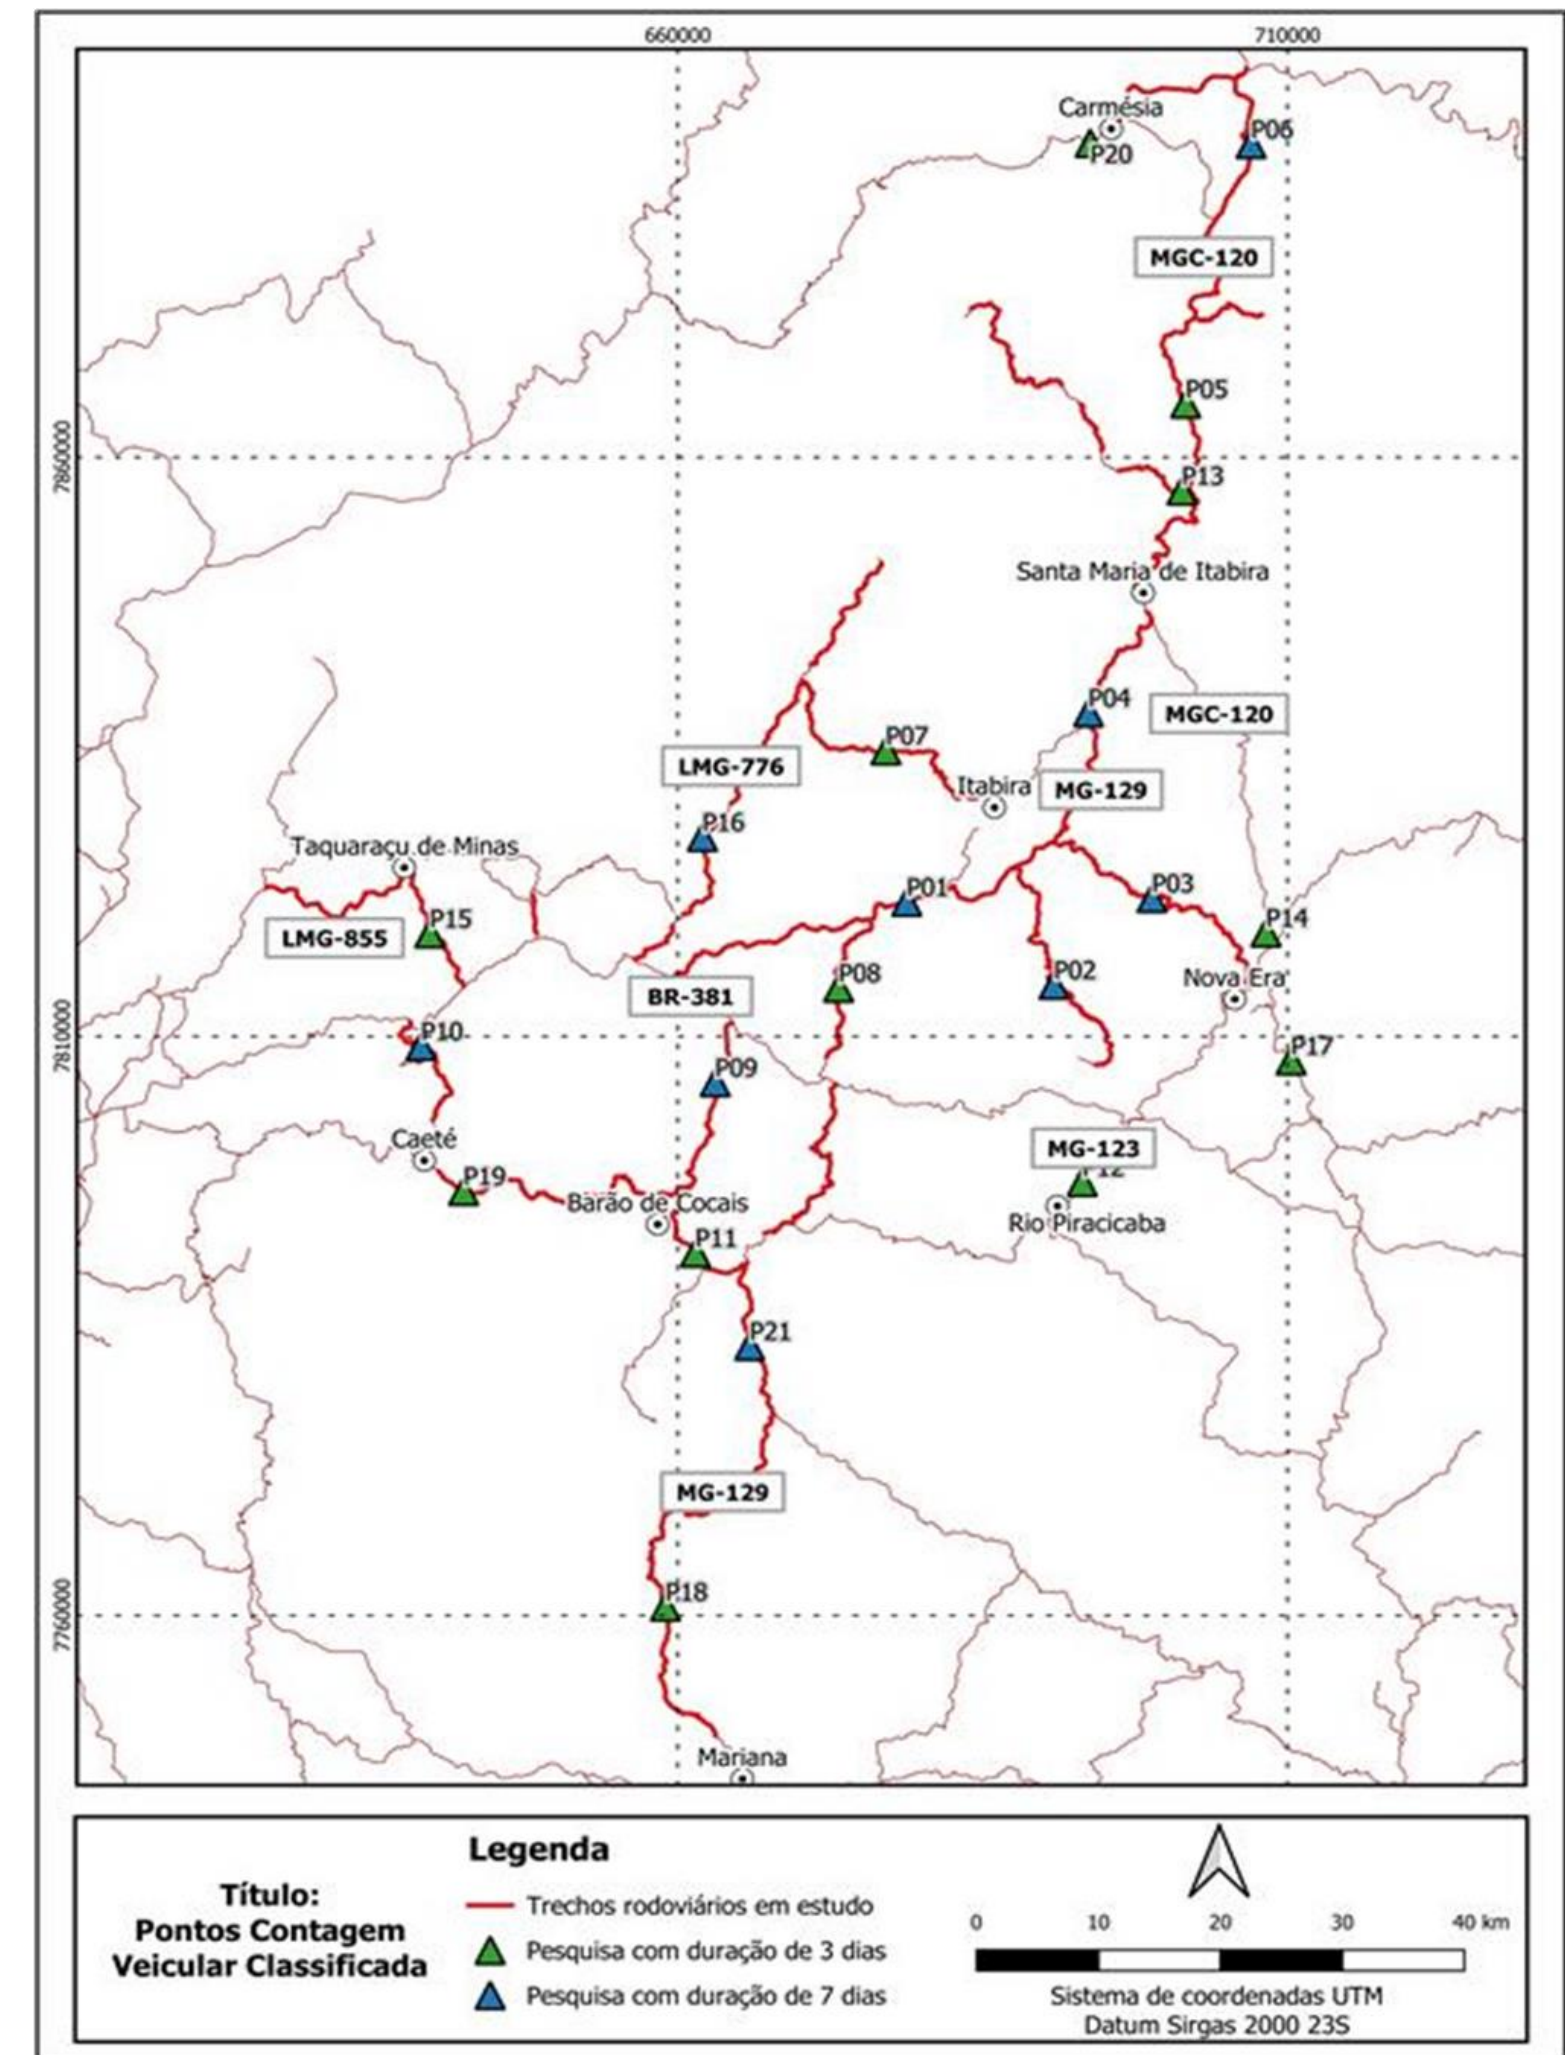 660000
710000
Carmésia
P06
P20
MGC-120
P05
7860000
P13
Santa Maria de Itabira
P04
MGC-120
P07
LMG-776
Itabira
MG-129
P16
Taquaraçu de Minas
P03
P01
P15
P14
LMG-855
P02
P08
Nova Era
BR-381
7810000
P10
P17
P09
Caeté
MG-123
P12
P19
Barão de Cocais
Rio Piracicaba
P11
P21
MG-129
7760000
P18
Mariana
Título:
Pontos Contagem
Veicular Classificada
Legenda
Trechos rodoviários em estudo
Pesquisa com duração de 3 dias
Pesquisa com duração de 7 dias
0 10 20 30 40 km
Sistema de coordenadas UTM
Datum Sirgas 2000 23S